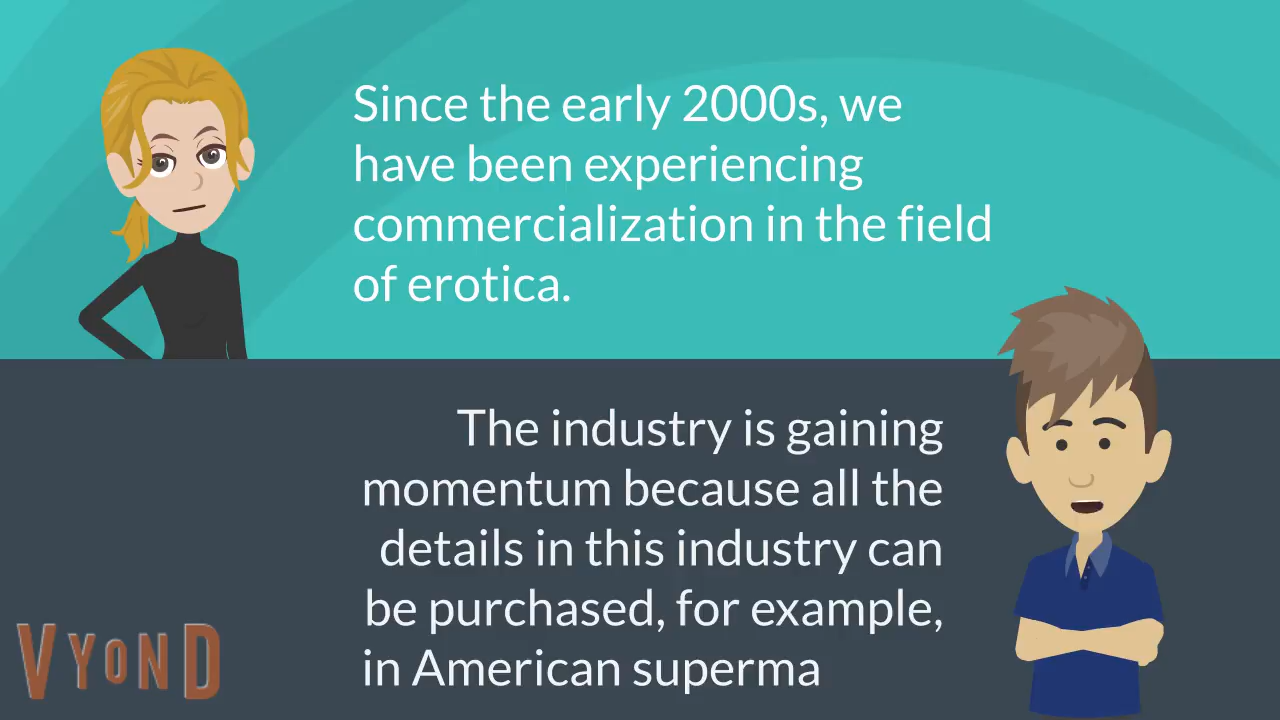 Since the early 2000s, we
have been experiencing
commercialization in the field
of erotica.
The industry is gaining
momentum because all the
details in this industry can
be purchased, for example,
in American superma
VYOND